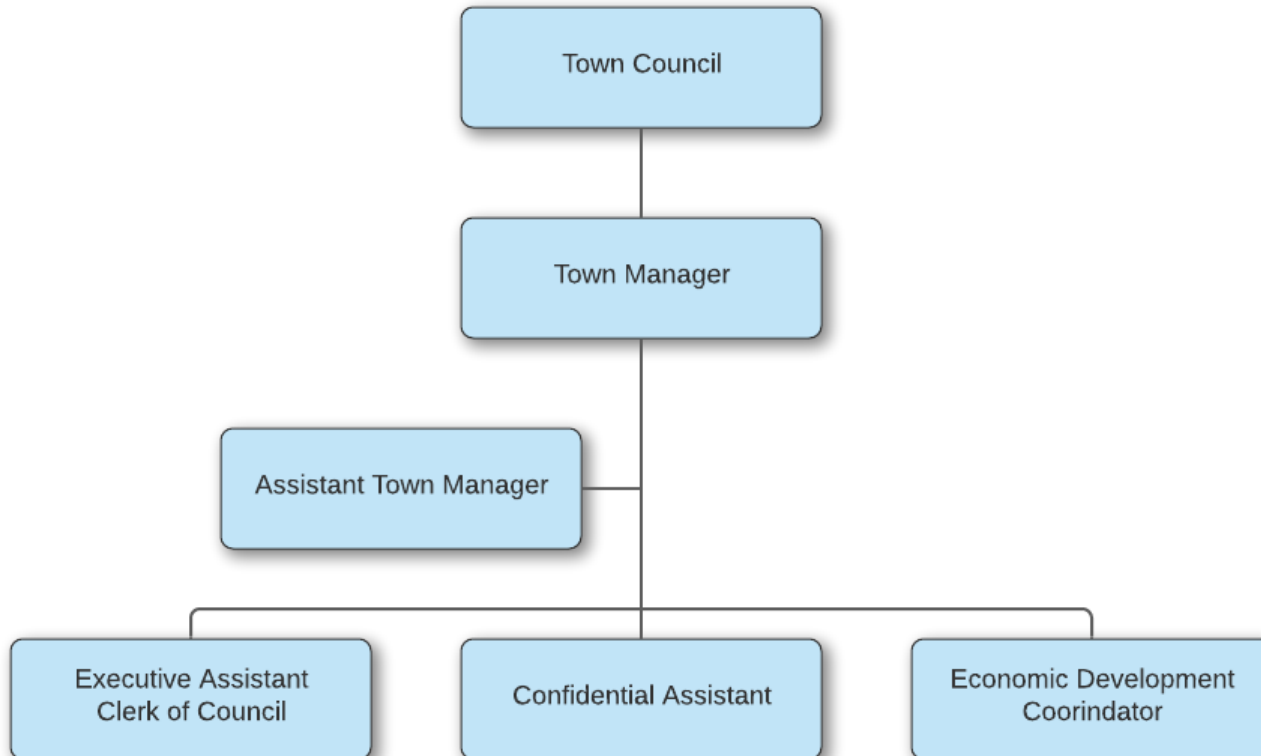 Town Council
Town Manager
Assistant Town Manager
Executive Assistant
Clerk of Council
Confidential Assistant
Economic Development
Coorindator